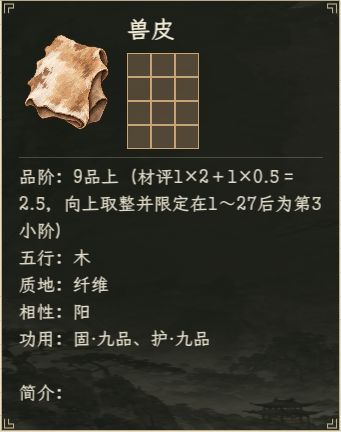 兽皮
品阶：9品上（材评1×2+1×0.5=
2.5，向上取整并限定在1～27后为第3
小阶）
五行：木
质地：纤维
相性：阳
功用：固·九品、护·九品
简介：